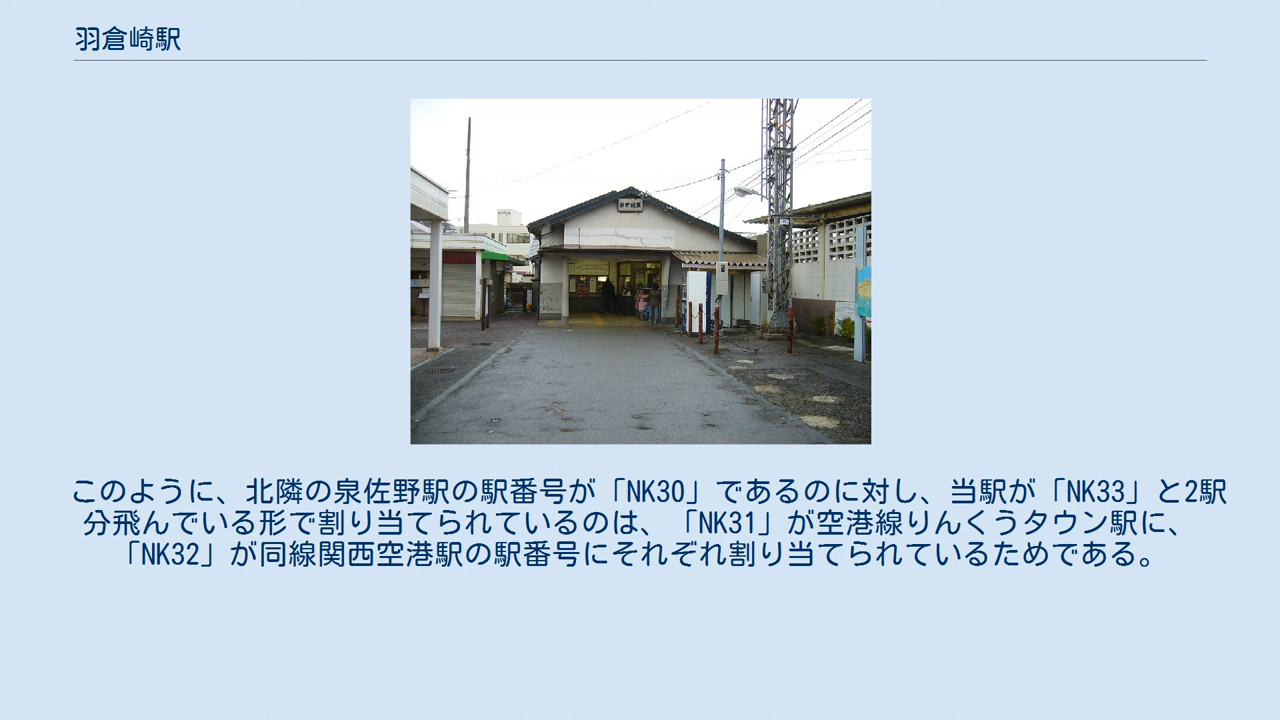 羽倉崎駅
このように、北隣の泉佐野駅の駅番号が「NK30」であるのに対し、当駅が「NK33」と2駅
分飛んでいる形で割り当てられているのは、「NK31」が空港線りんくうタウン駅に、
「NK32」が同線関西空港駅の駅番号にそれぞれ割り当てられているためである。